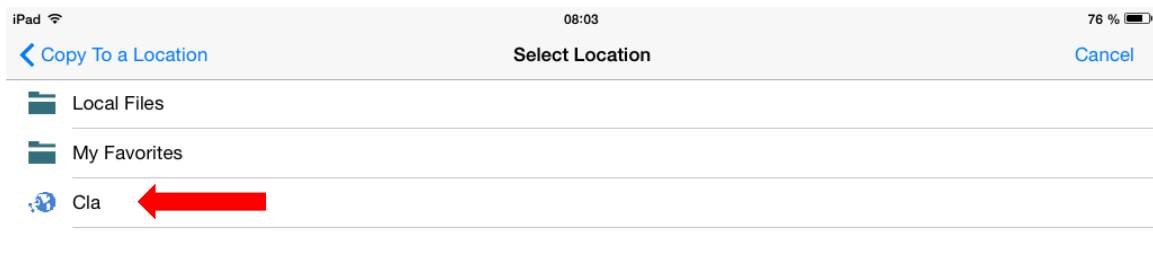 iPad 08:03 76 %
Copy To a Location Select Location Cancel
Local Files
My Favorites
Cla